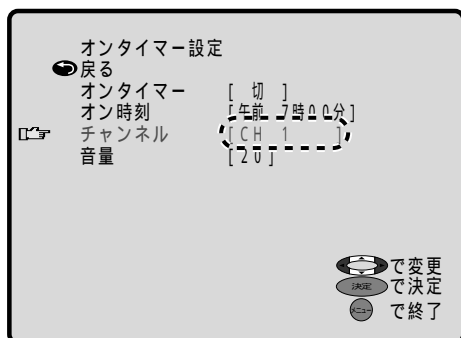 オンタイマー設定
戻る
オンタイマー [ 切 ]
オン時刻 [午前 7時00分]
チャンネル [CH 1 ]
音量 [20]
で変更
決定 で決定
メニュー で終了